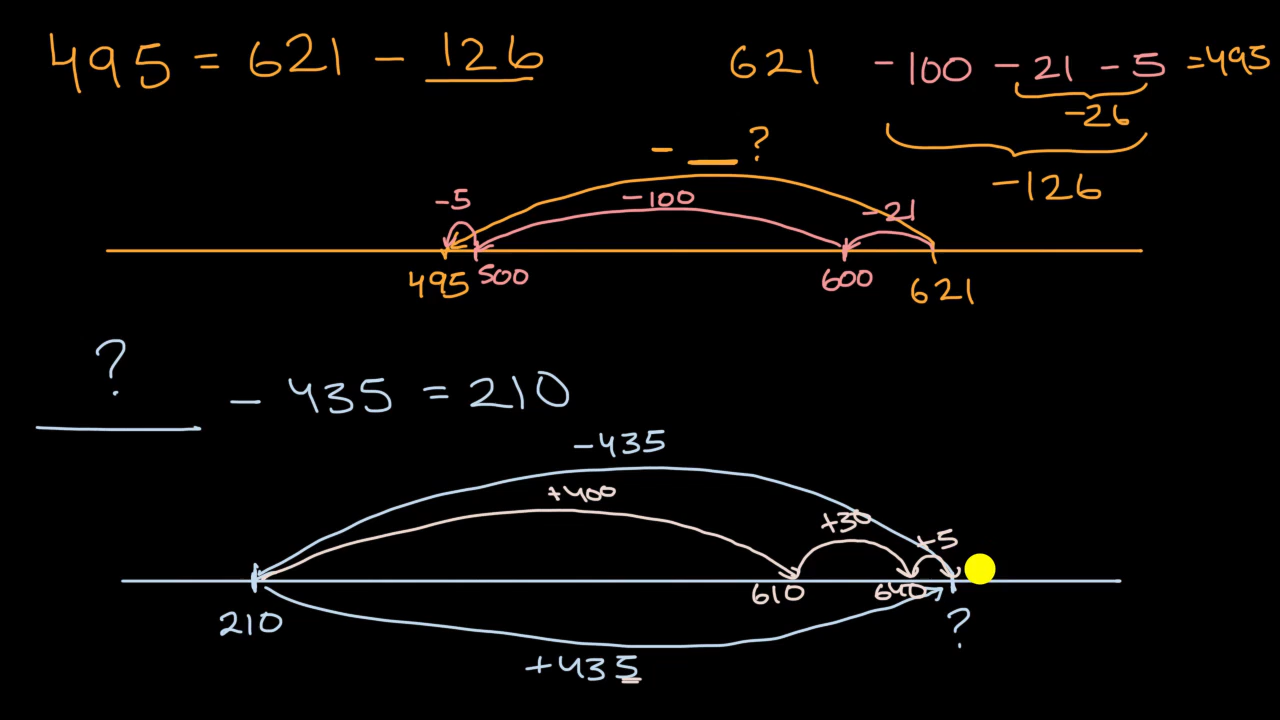 495 = 621 - 126
621 -100 -21 -5 =495
-26
-126
- __ ?
-5 -100 -21
495 500 600 621
?
___ - 435 = 210
-435
+400 +30 +5
610 640
210 ?
+435